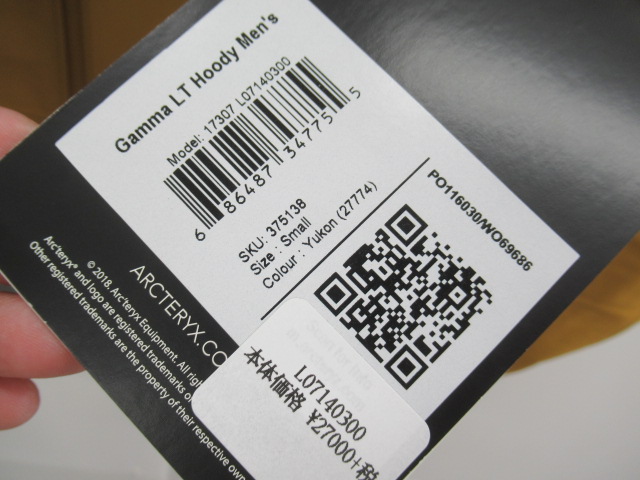 Gamma LT Hoody Men's
Model: 17307 L07140300
6 86487 34775 5
SKU: 375138
Size : Small
Colour : Yukon (27774)
PO116030/WO69686
ARCTERYX.CO
© 2018. Arc'teryx Equipment. All rig
Arc'teryx® and logo are registered trademarks o
Other registered trademarks are the property of their respective own
L07140300
本体価格 ¥27000+税